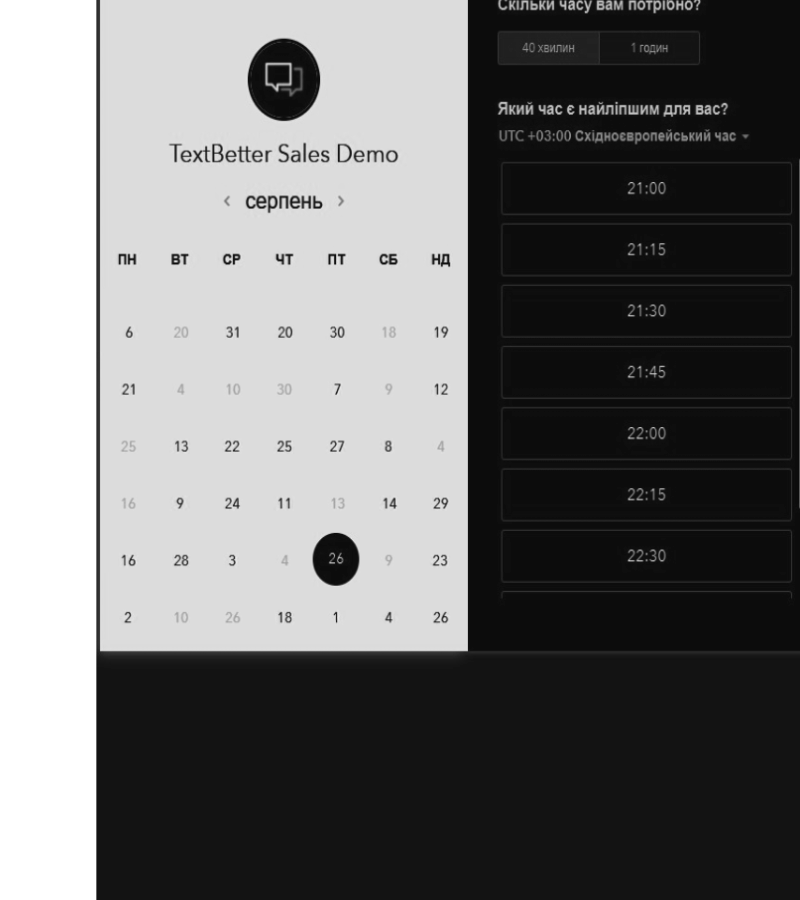 TextBetter Sales Demo
‹ серпень ›
ПН ВТ СР ЧТ ПТ СБ НД
6 20 31 20 30 18 19
21 4 10 30 7 9 12
25 13 22 25 27 8 4
16 9 24 11 13 14 29
16 28 3 4 26 9 23
2 10 26 18 1 4 26
Скільки часу вам потрібно?
40 хвилин 1 годин
Який час є найліпшим для вас?
UTC +03:00 Східноєвропейський час
21:00
21:15
21:30
21:45
22:00
22:15
22:30